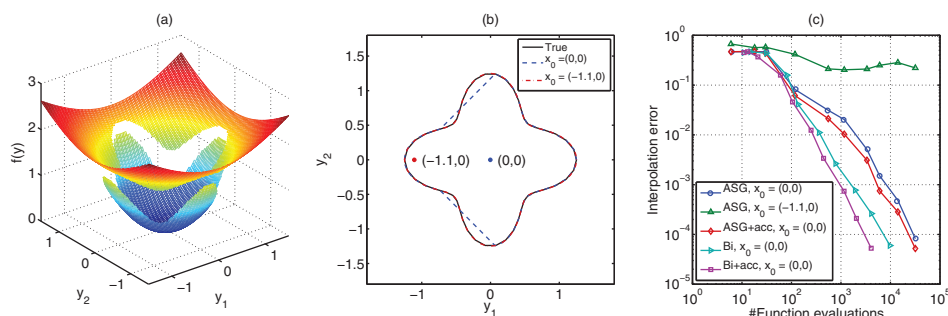 (a)
3
2
1
0
f(y)
1
0
−1
y2
−1
0
1
y1
(b)
True
x0 =(0,0)
x0 = (−1.1,0)
1.5
1
0.5
0
−0.5
−1
−1.5
y2
(−1.1,0)
(0,0)
−1
0
1
y1
(c)
10^0
10^−1
10^−2
10^−3
10^−4
10^−5
Interpolation error
ASG, x0 = (0,0)
ASG, x0 = (−1.1,0)
ASG+acc, x0 = (0,0)
Bi, x0 = (0,0)
Bi+acc, x0 = (0,0)
10^0
10^1
10^2
10^3
10^4
10^5
#Function evaluations